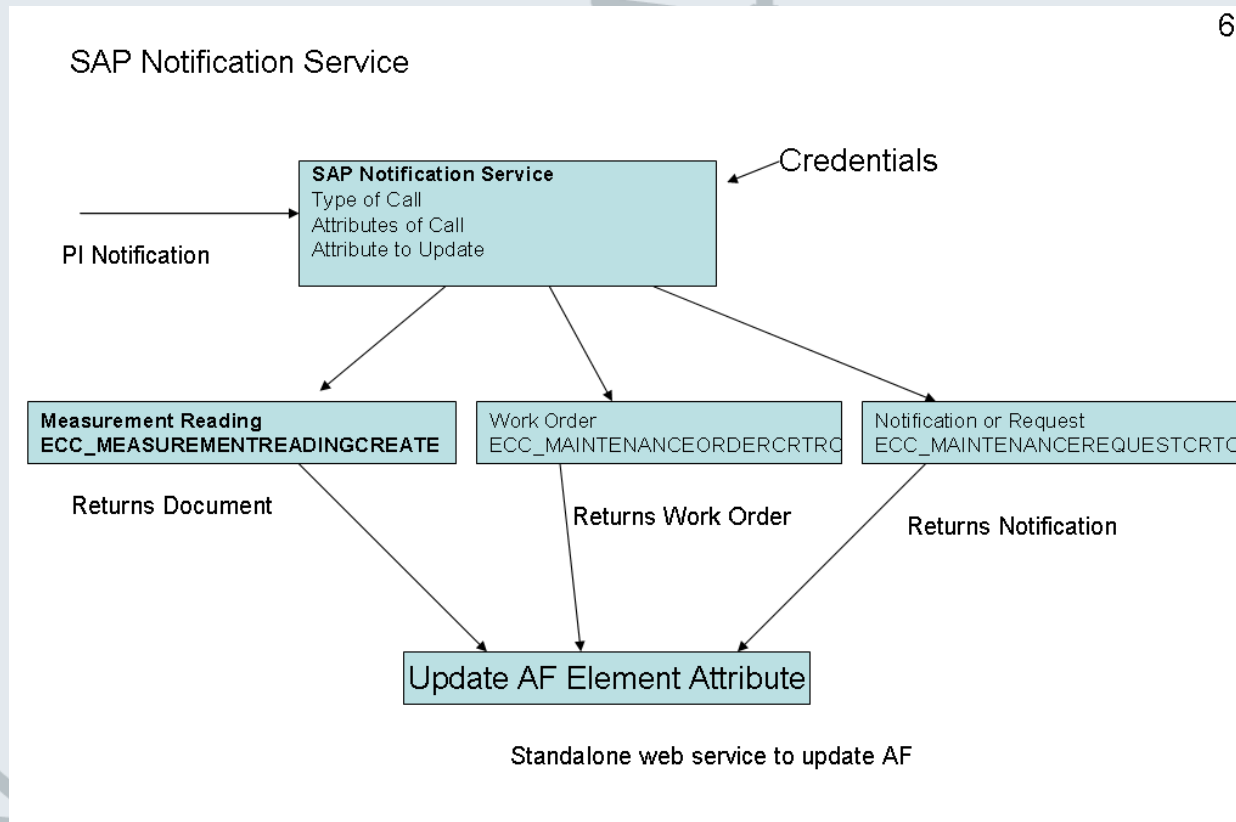 6
SAP Notification Service
Credentials
SAP Notification Service
Type of Call
Attributes of Call
Attribute to Update
PI Notification
Measurement Reading
ECC_MEASUREMENTREADINGCREATE
Work Order
ECC_MAINTENANCEORDERCRTRC
Notification or Request
ECC_MAINTENANCEREQUESTCRTC
Returns Document
Returns Work Order
Returns Notification
Update AF Element Attribute
Standalone web service to update AF